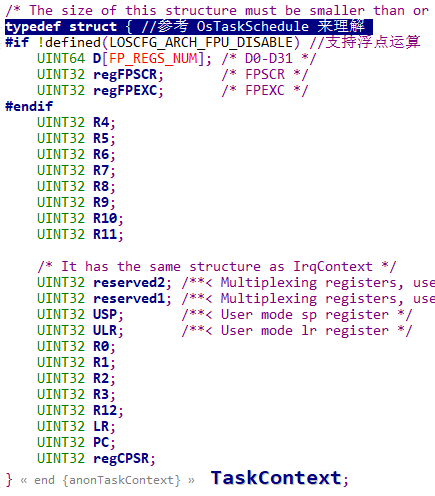 /* The size of this structure must be smaller than or
typedef struct { //参考 OsTaskSchedule 来理解
#if !defined(LOSCFG_ARCH_FPU_DISABLE) //支持浮点运算
    UINT64 D[FP_REGS_NUM]; /* D0-D31 */
    UINT32 regFPSCR;       /* FPSCR */
    UINT32 regFPEXC;       /* FPEXC */
#endif
    UINT32 R4;
    UINT32 R5;
    UINT32 R6;
    UINT32 R7;
    UINT32 R8;
    UINT32 R9;
    UINT32 R10;
    UINT32 R11;
    /* It has the same structure as IrqContext */
    UINT32 reserved2; /**< Multiplexing registers, use
    UINT32 reserved1; /**< Multiplexing registers, use
    UINT32 USP;       /**< User mode sp register */
    UINT32 ULR;       /**< User mode lr register */
    UINT32 R0;
    UINT32 R1;
    UINT32 R2;
    UINT32 R3;
    UINT32 R12;
    UINT32 LR;
    UINT32 PC;
    UINT32 regCPSR;
} « end {anonTaskContext} » TaskContext;